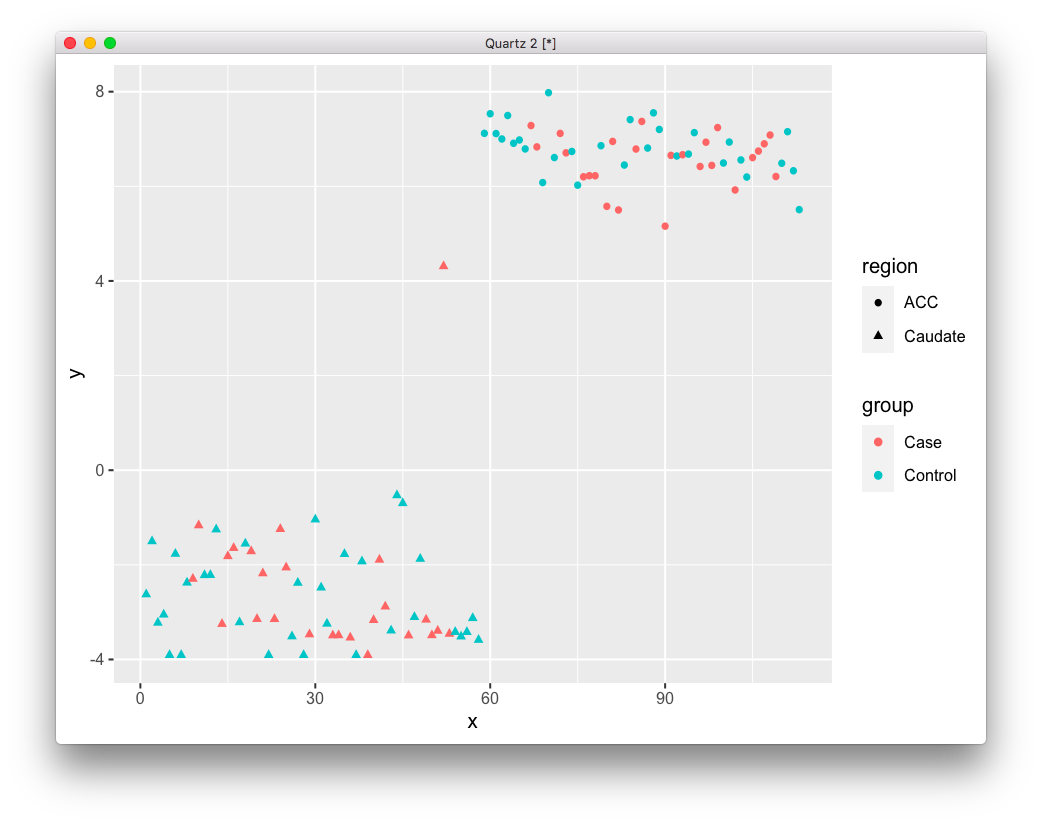 Quartz 2 [*]
8
4
0
-4
y
0 30 60 90
x
region
ACC
Caudate
group
Case
Control